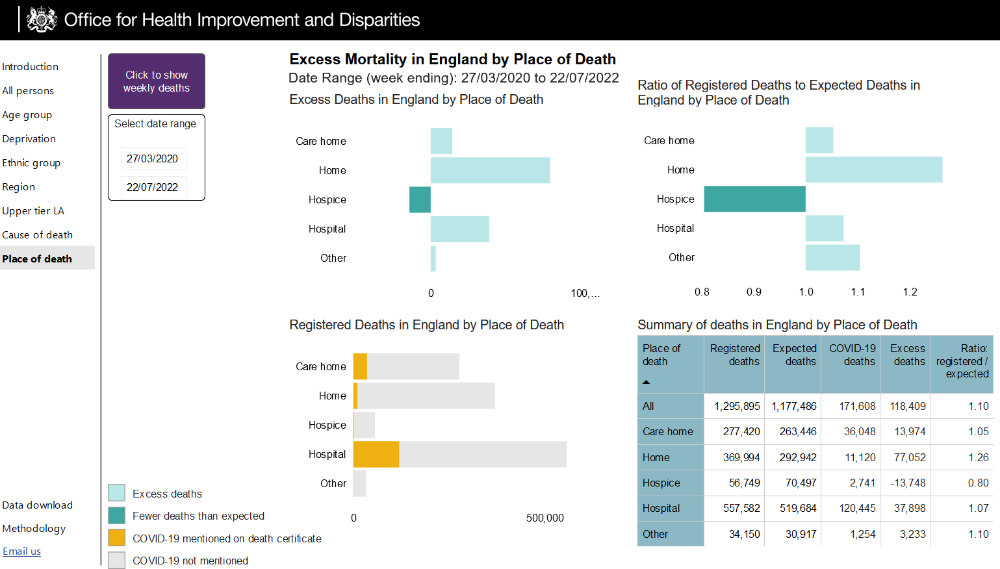 Office for Health Improvement and Disparities
Introduction
All persons
Age group
Deprivation
Ethnic group
Region
Upper tier LA
Cause of death
Place of death
Data download
Methodology
Email us
Click to show
weekly deaths
Select date range
27/03/2020
22/07/2022
Excess deaths
Fewer deaths than expected
COVID-19 mentioned on death certificate
COVID-19 not mentioned
Excess Mortality in England by Place of Death
Date Range (week ending): 27/03/2020 to 22/07/2022
Excess Deaths in England by Place of Death
Care home
Home
Hospice
Hospital
Other
0 100,...
Ratio of Registered Deaths to Expected Deaths in
England by Place of Death
Care home
Home
Hospice
Hospital
Other
0.8 0.9 1.0 1.1 1.2
Registered Deaths in England by Place of Death
Care home
Home
Hospice
Hospital
Other
0 500,000
Summary of deaths in England by Place of Death
Place of death Registered deaths Expected deaths COVID-19 deaths Excess deaths Ratio: registered / expected
All 1,295,895 1,177,486 171,608 118,409 1.10
Care home 277,420 263,446 36,048 13,974 1.05
Home 369,994 292,942 11,120 77,052 1.26
Hospice 56,749 70,497 2,741 -13,748 0.80
Hospital 557,582 519,684 120,445 37,898 1.07
Other 34,150 30,917 1,254 3,233 1.10